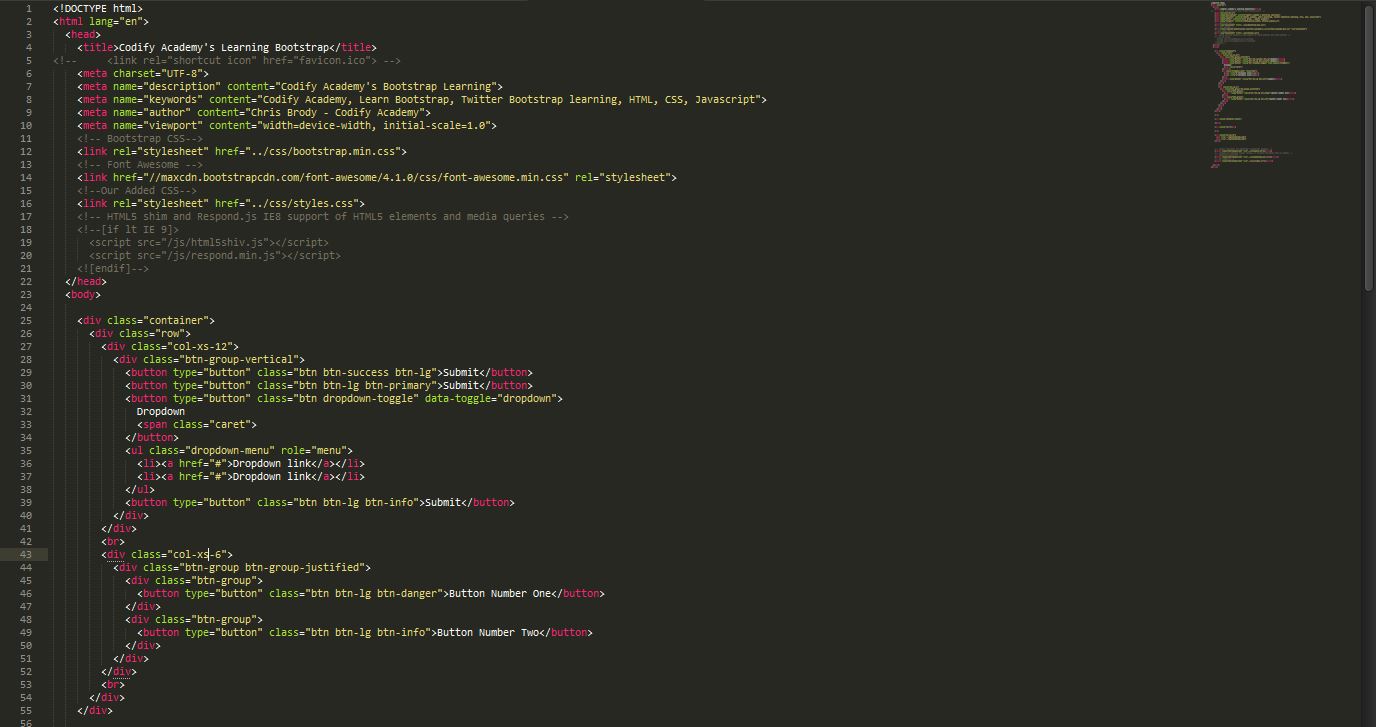 1 <!DOCTYPE html>
2 <html lang="en">
3 <head>
4 <title>Codify Academy's Learning Bootstrap</title>
5 <!-- <link rel="shortcut icon" href="favicon.ico"> -->
6 <meta charset="UTF-8">
7 <meta name="description" content="Codify Academy's Bootstrap Learning">
8 <meta name="keywords" content="Codify Academy, Learn Bootstrap, Twitter Bootstrap learning, HTML, CSS, Javascript">
9 <meta name="author" content="Chris Brody - Codify Academy">
10 <meta name="viewport" content="width=device-width, initial-scale=1.0">
11 <!-- Bootstrap CSS-->
12 <link rel="stylesheet" href="../css/bootstrap.min.css">
13 <!-- Font Awesome -->
14 <link href="//maxcdn.bootstrapcdn.com/font-awesome/4.1.0/css/font-awesome.min.css" rel="stylesheet">
15 <!--Our Added CSS-->
16 <link rel="stylesheet" href="../css/styles.css">
17 <!-- HTML5 shim and Respond.js IE8 support of HTML5 elements and media queries -->
18 <!--[if lt IE 9]>
19 <script src="/js/html5shiv.js"></script>
20 <script src="/js/respond.min.js"></script>
21 <![endif]-->
22 </head>
23 <body>
24
25 <div class="container">
26 <div class="row">
27 <div class="col-xs-12">
28 <div class="btn-group-vertical">
29 <button type="button" class="btn btn-success btn-lg">Submit</button>
30 <button type="button" class="btn btn-lg btn-primary">Submit</button>
31 <button type="button" class="btn dropdown-toggle" data-toggle="dropdown">
32 Dropdown
33 <span class="caret">
34 </button>
35 <ul class="dropdown-menu" role="menu">
36 <li><a href="#">Dropdown link</a></li>
37 <li><a href="#">Dropdown link</a></li>
38 </ul>
39 <button type="button" class="btn btn-lg btn-info">Submit</button>
40 </div>
41 </div>
42 <br>
43 <div class="col-xs-6">
44 <div class="btn-group btn-group-justified">
45 <div class="btn-group">
46 <button type="button" class="btn btn-lg btn-danger">Button Number One</button>
47 </div>
48 <div class="btn-group">
49 <button type="button" class="btn btn-lg btn-info">Button Number Two</button>
50 </div>
51 </div>
52 </div>
53 <br>
54 </div>
55 </div>
56